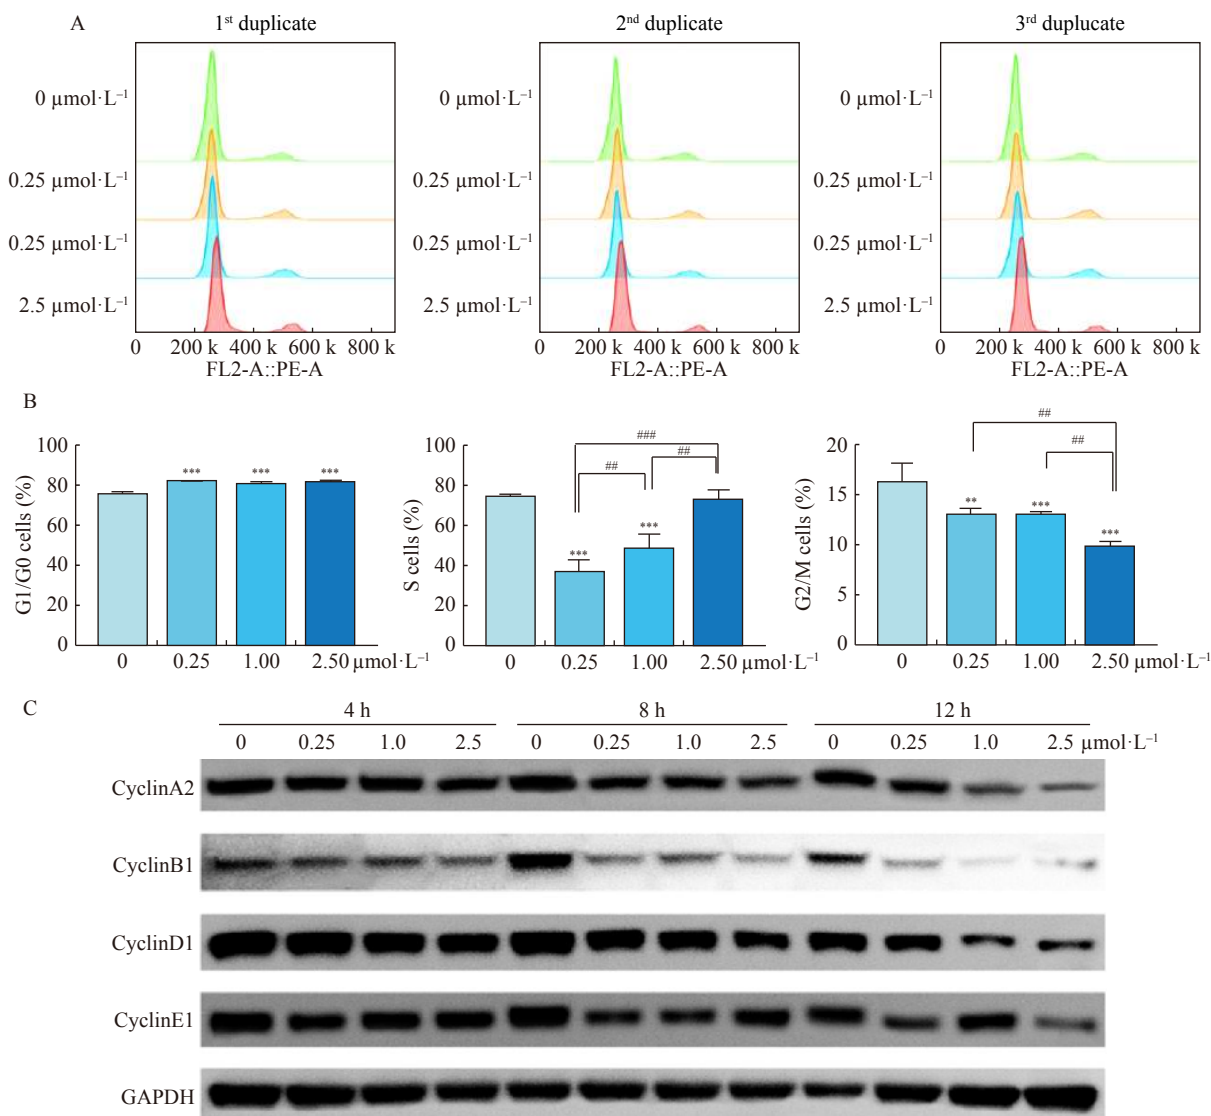 A
1st duplicate 2nd duplicate 3rd duplucate
0 µmol·L⁻¹ 0 µmol·L⁻¹ 0 µmol·L⁻¹
0.25 µmol·L⁻¹ 0.25 µmol·L⁻¹ 0.25 µmol·L⁻¹
0.25 µmol·L⁻¹ 0.25 µmol·L⁻¹ 0.25 µmol·L⁻¹
2.5 µmol·L⁻¹ 2.5 µmol·L⁻¹ 2.5 µmol·L⁻¹
0 200 k 400 k 600 k 800 k 0 200 k 400 k 600 k 800 k 0 200 k 400 k 600 k 800 k
FL2-A::PE-A FL2-A::PE-A FL2-A::PE-A
B
G1/G0 cells (%)
100
80
60
40
20
0
*** *** ***
0 0.25 1.00 2.50 µmol·L⁻¹
S cells (%)
100
80
60
40
20
0
###
## ##
*** ***
0 0.25 1.00 2.50 µmol·L⁻¹
G2/M cells (%)
20
15
10
5
0
##
##
** *** ***
0 0.25 1.00 2.50 µmol·L⁻¹
C
4 h 8 h 12 h
0 0.25 1.0 2.5 0 0.25 1.0 2.5 0 0.25 1.0 2.5 µmol·L⁻¹
CyclinA2
CyclinB1
CyclinD1
CyclinE1
GAPDH